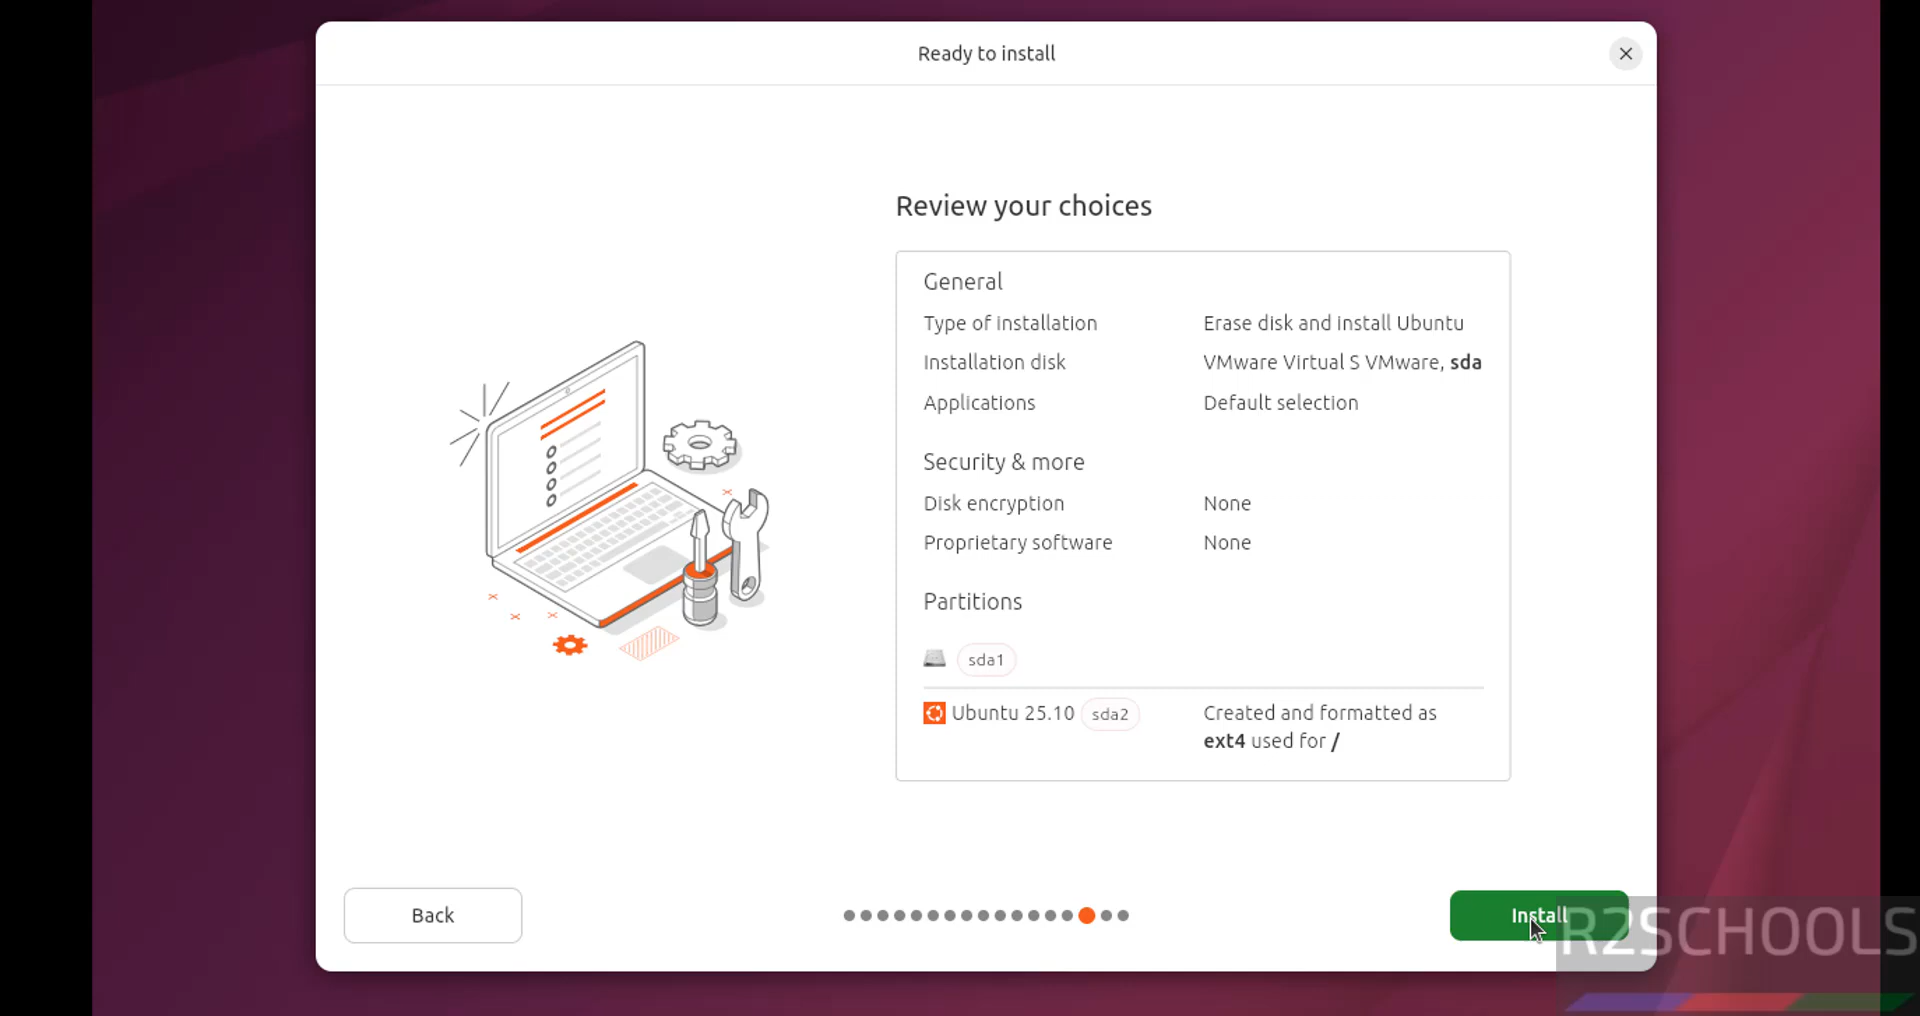 Ready to install
Review your choices
General
Type of installation Erase disk and install Ubuntu
Installation disk VMware Virtual S VMware, sda
Applications Default selection
Security & more
Disk encryption None
Proprietary software None
Partitions
sda1
Ubuntu 25.10 sda2 Created and formatted as
ext4 used for /
Back Install
R2SCHOOLS